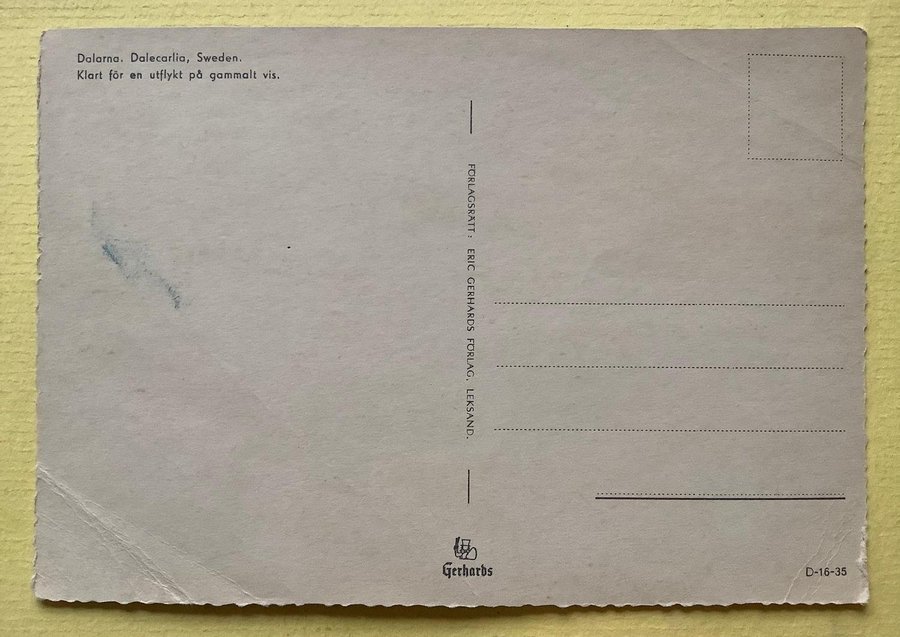 Dalarna. Dalecarlia, Sweden.
Klart för en utflykt på gammalt vis.
FÖRLAGSRÄTT: ERIC GERHARDS FÖRLAG, LEKSAND.
Gerhards
D-16-35